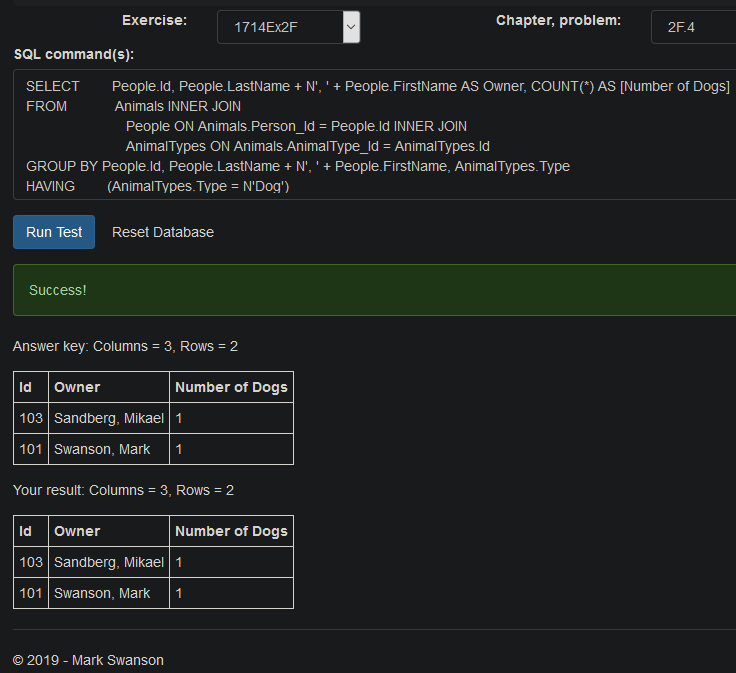 Exercise: 1714Ex2F Chapter, problem: 2F.4
SQL command(s):
SELECT People.Id, People.LastName + N', ' + People.FirstName AS Owner, COUNT(*) AS [Number of Dogs]
FROM Animals INNER JOIN
People ON Animals.Person_Id = People.Id INNER JOIN
AnimalTypes ON Animals.AnimalType_Id = AnimalTypes.Id
GROUP BY People.Id, People.LastName + N', ' + People.FirstName, AnimalTypes.Type
HAVING (AnimalTypes.Type = N'Dog')
Run Test Reset Database
Success!
Answer key: Columns = 3, Rows = 2
Id Owner Number of Dogs
103 Sandberg, Mikael 1
101 Swanson, Mark 1
Your result: Columns = 3, Rows = 2
Id Owner Number of Dogs
103 Sandberg, Mikael 1
101 Swanson, Mark 1
© 2019 - Mark Swanson